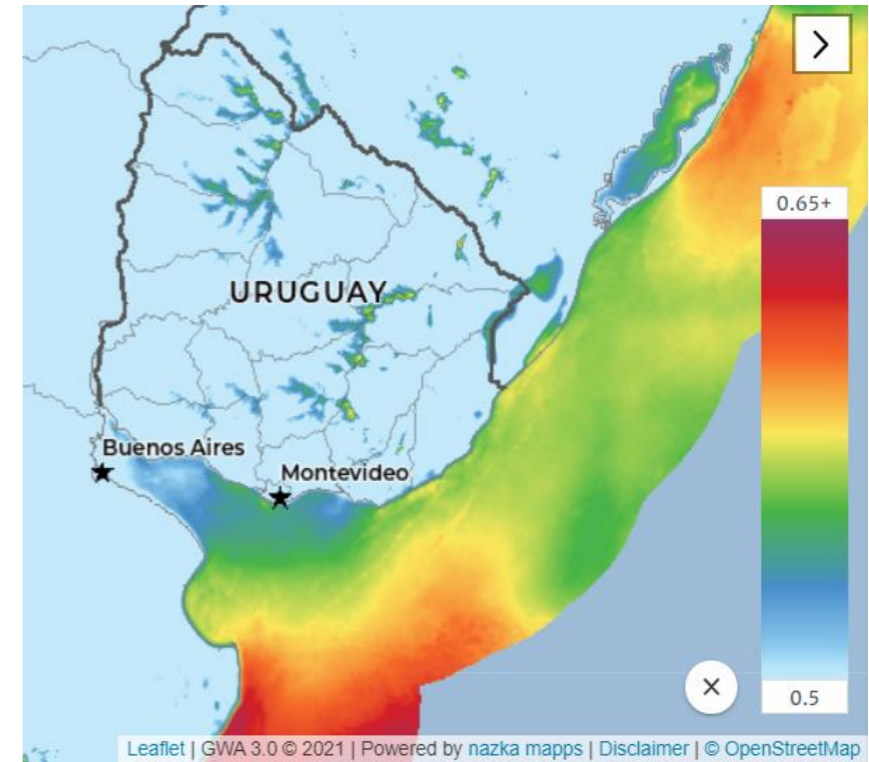 0.65+
URUGUAY
Buenos Aires
Montevideo
0.5
Leaflet | GWA 3.0 © 2021 | Powered by nazka mapps | Disclaimer | © OpenStreetMap